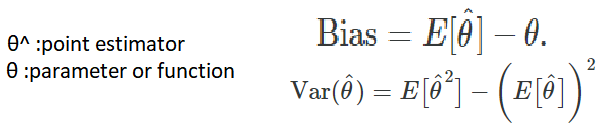 θ^ :point estimator
θ :parameter or function
Bias = E[θ̂] − θ.
Var(θ̂) = E[θ̂²] − (E[θ̂])²